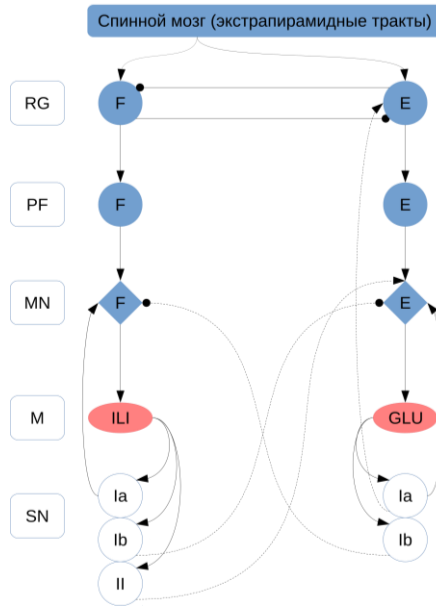 Спинной мозг (экстрапирамидные тракты)
RG F E
PF F E
MN F E
M ILI GLU
Ia Ia
SN
Ib Ib
II